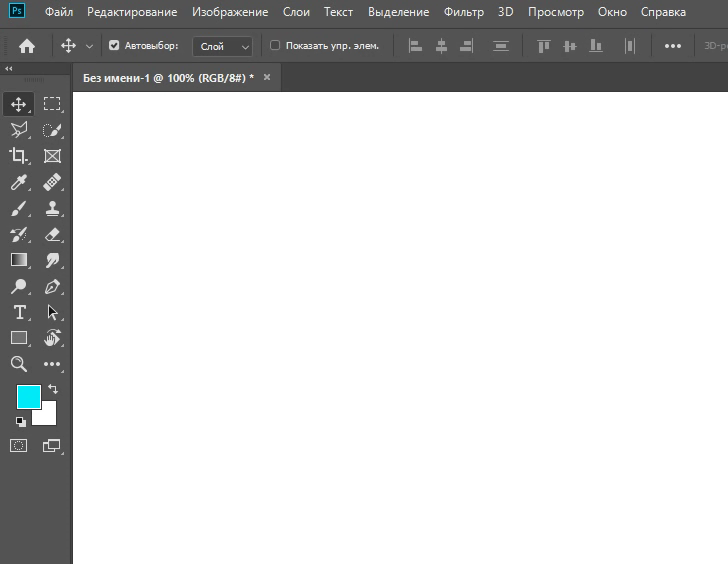 Ps Файл Редактирование Изображение Слои Текст Выделение Фильтр 3D Просмотр Окно Справка
Автовыбор: Слой Показать упр. элем.
Без имени-1 @ 100% (RGB/8#) * ×
T